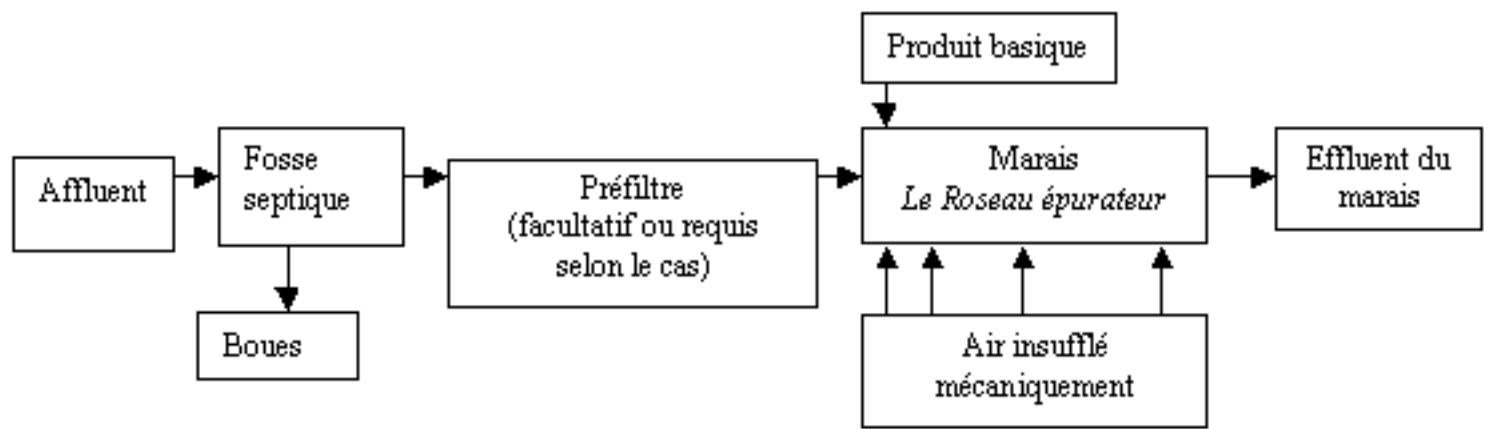 Produit basique
Affluent
Fosse
septique
Préfiltre
(facultatif ou requis
selon le cas)
Marais
Le Roseau épurateur
Effluent du
marais
Boues
Air insufflé
mécaniquement